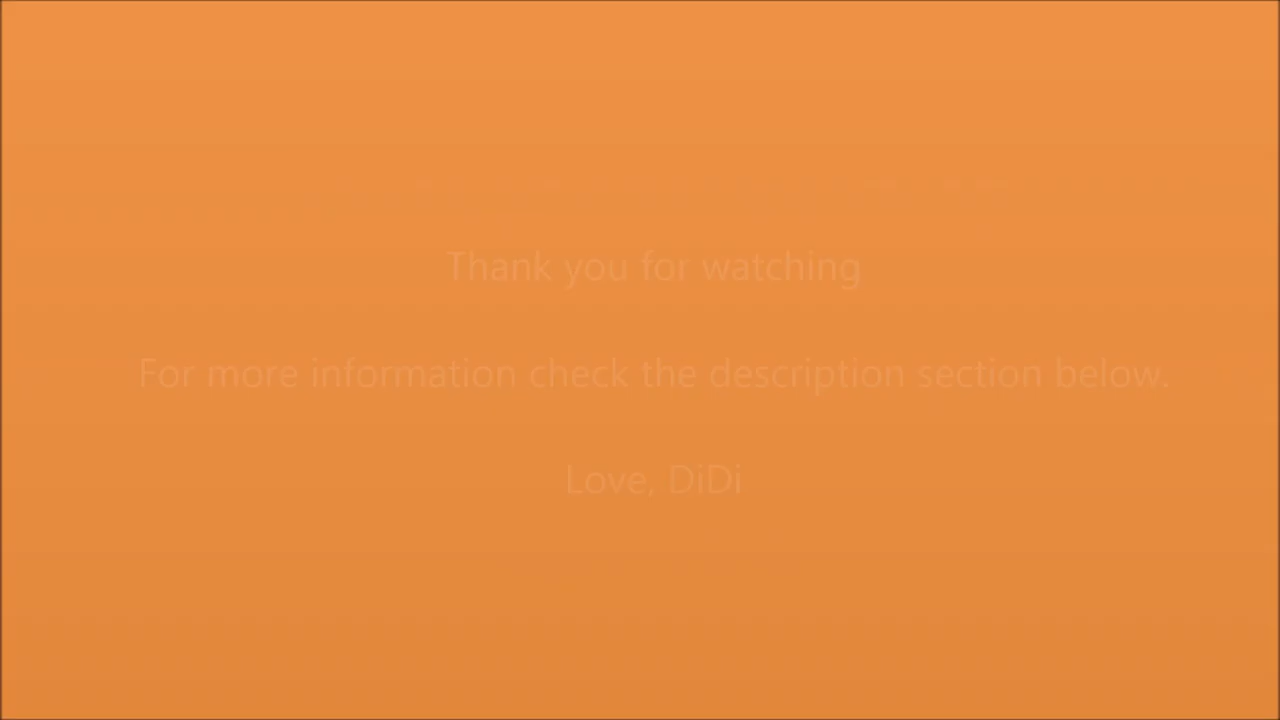 Thank you for watching
For more information check the description section below.
Love, DiDi